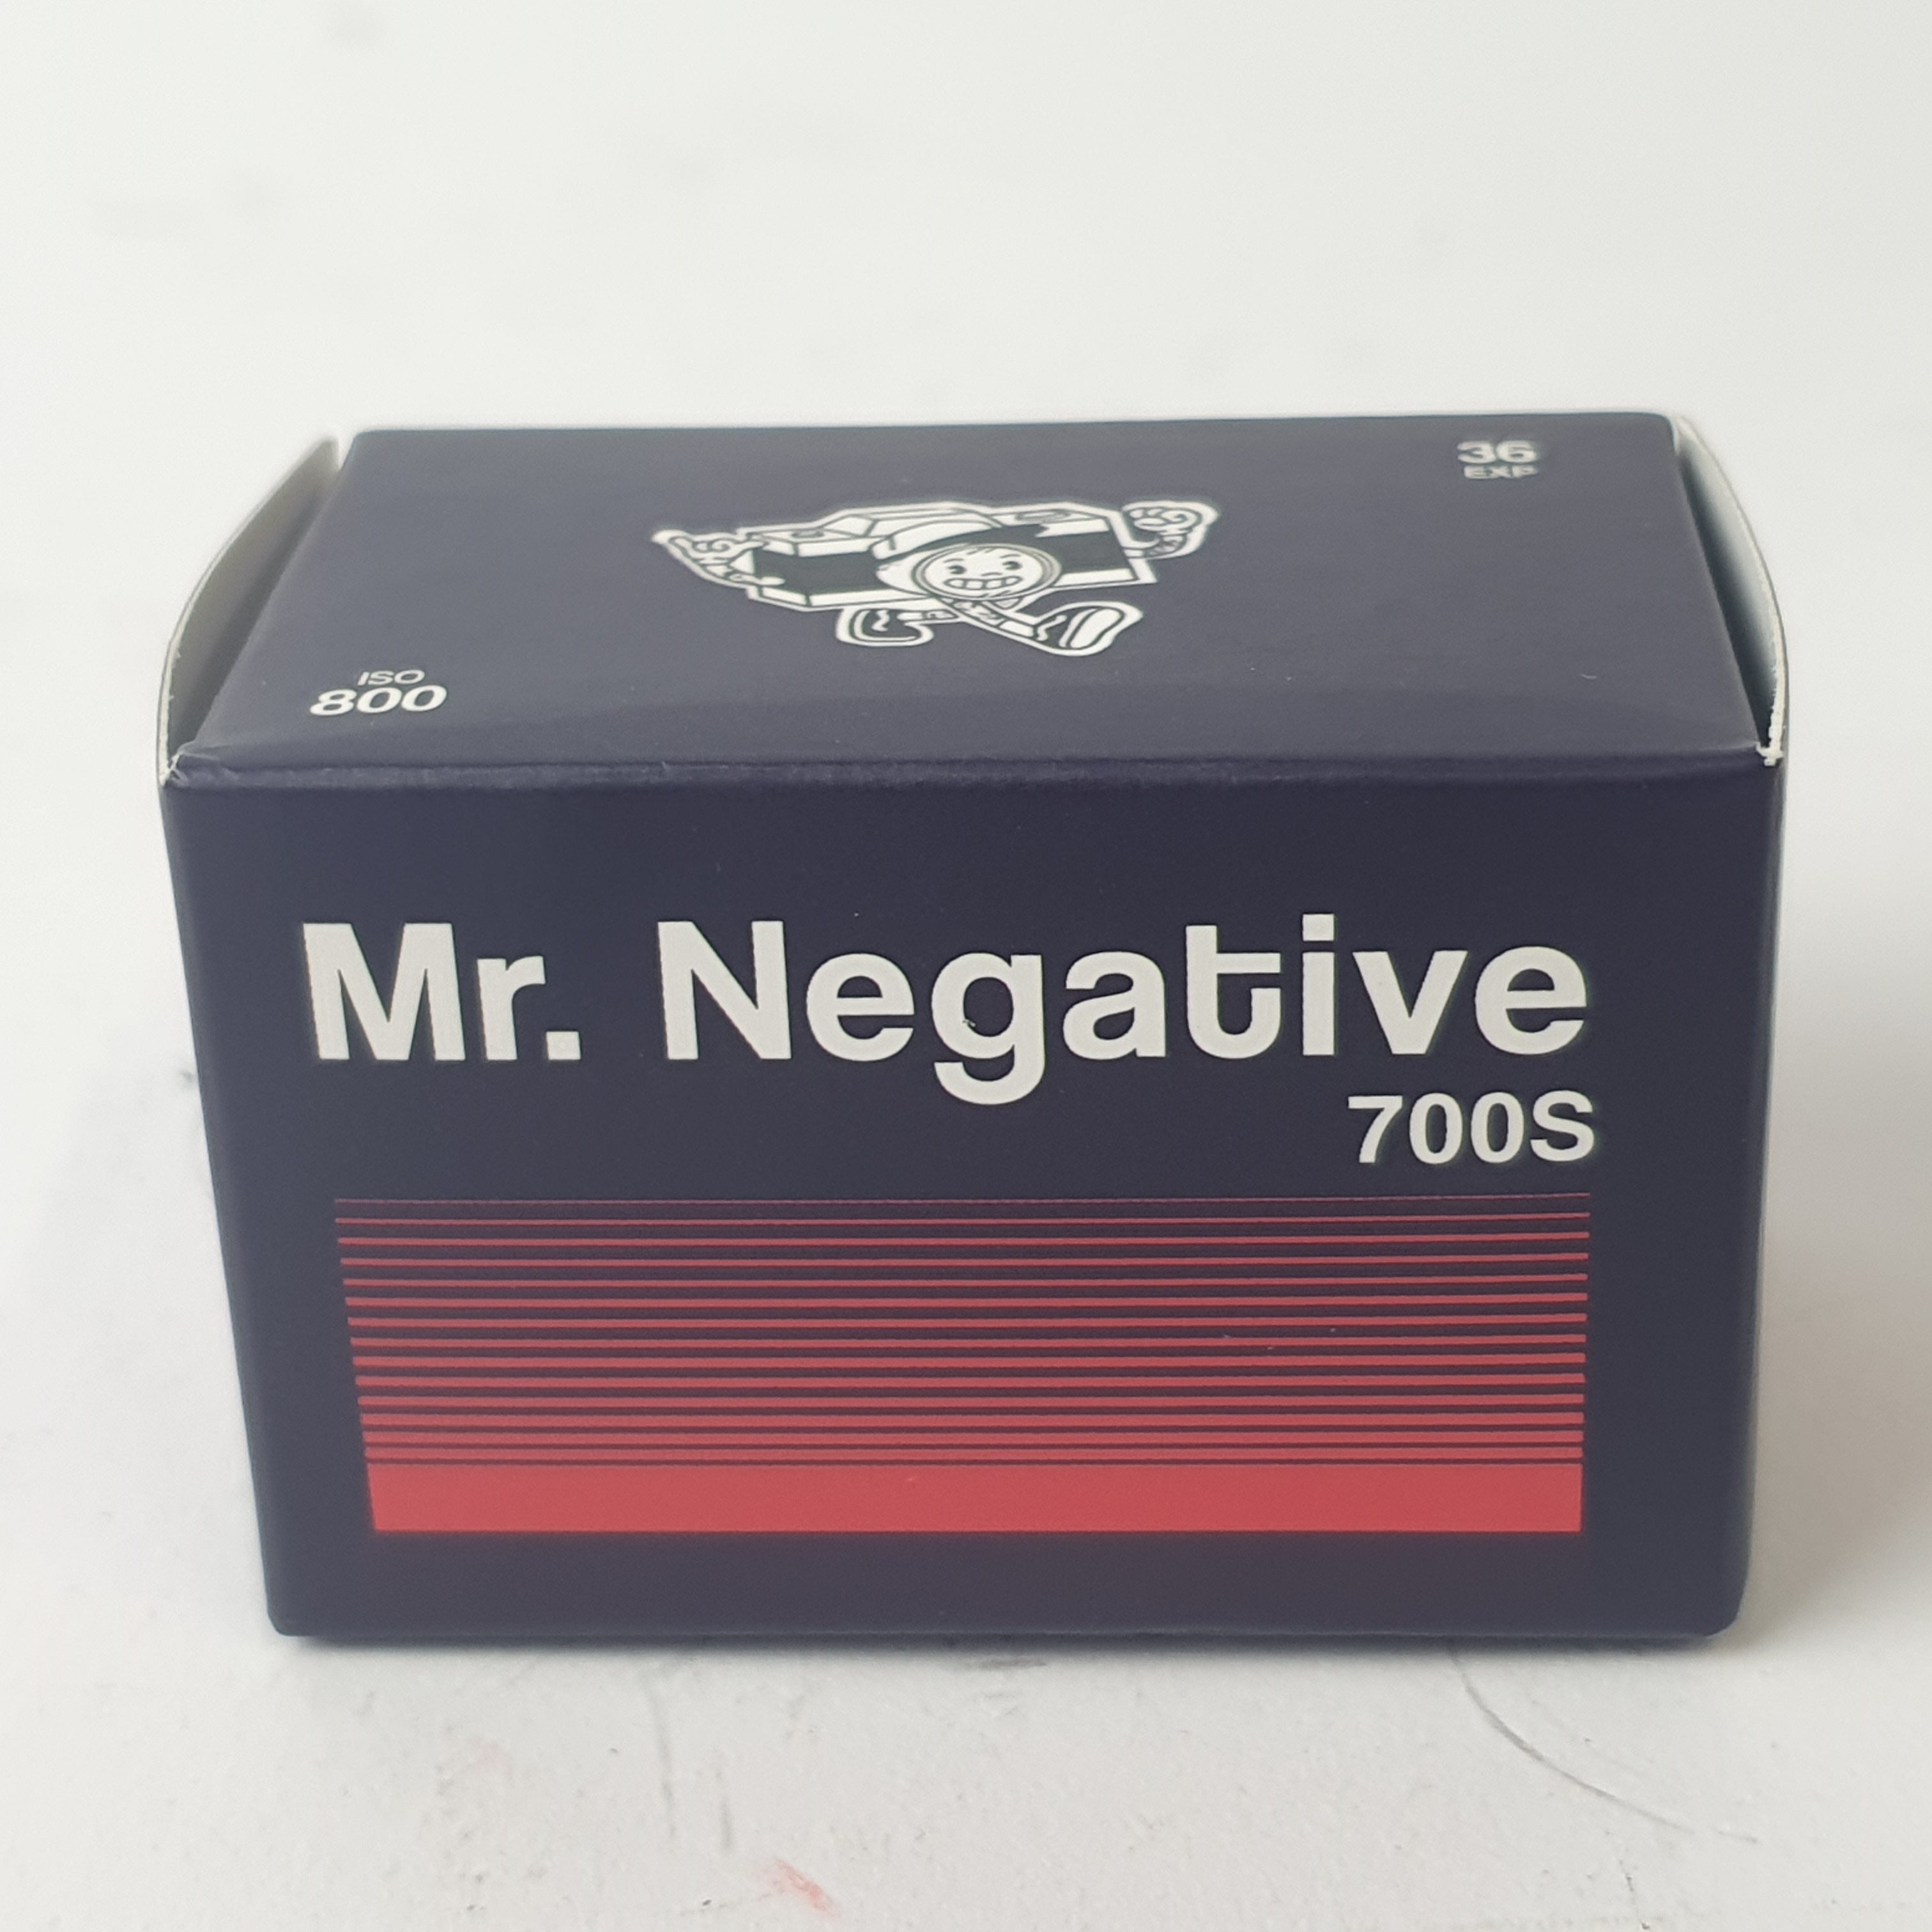 36
EXP
ISO
800
Mr. Negative
700S